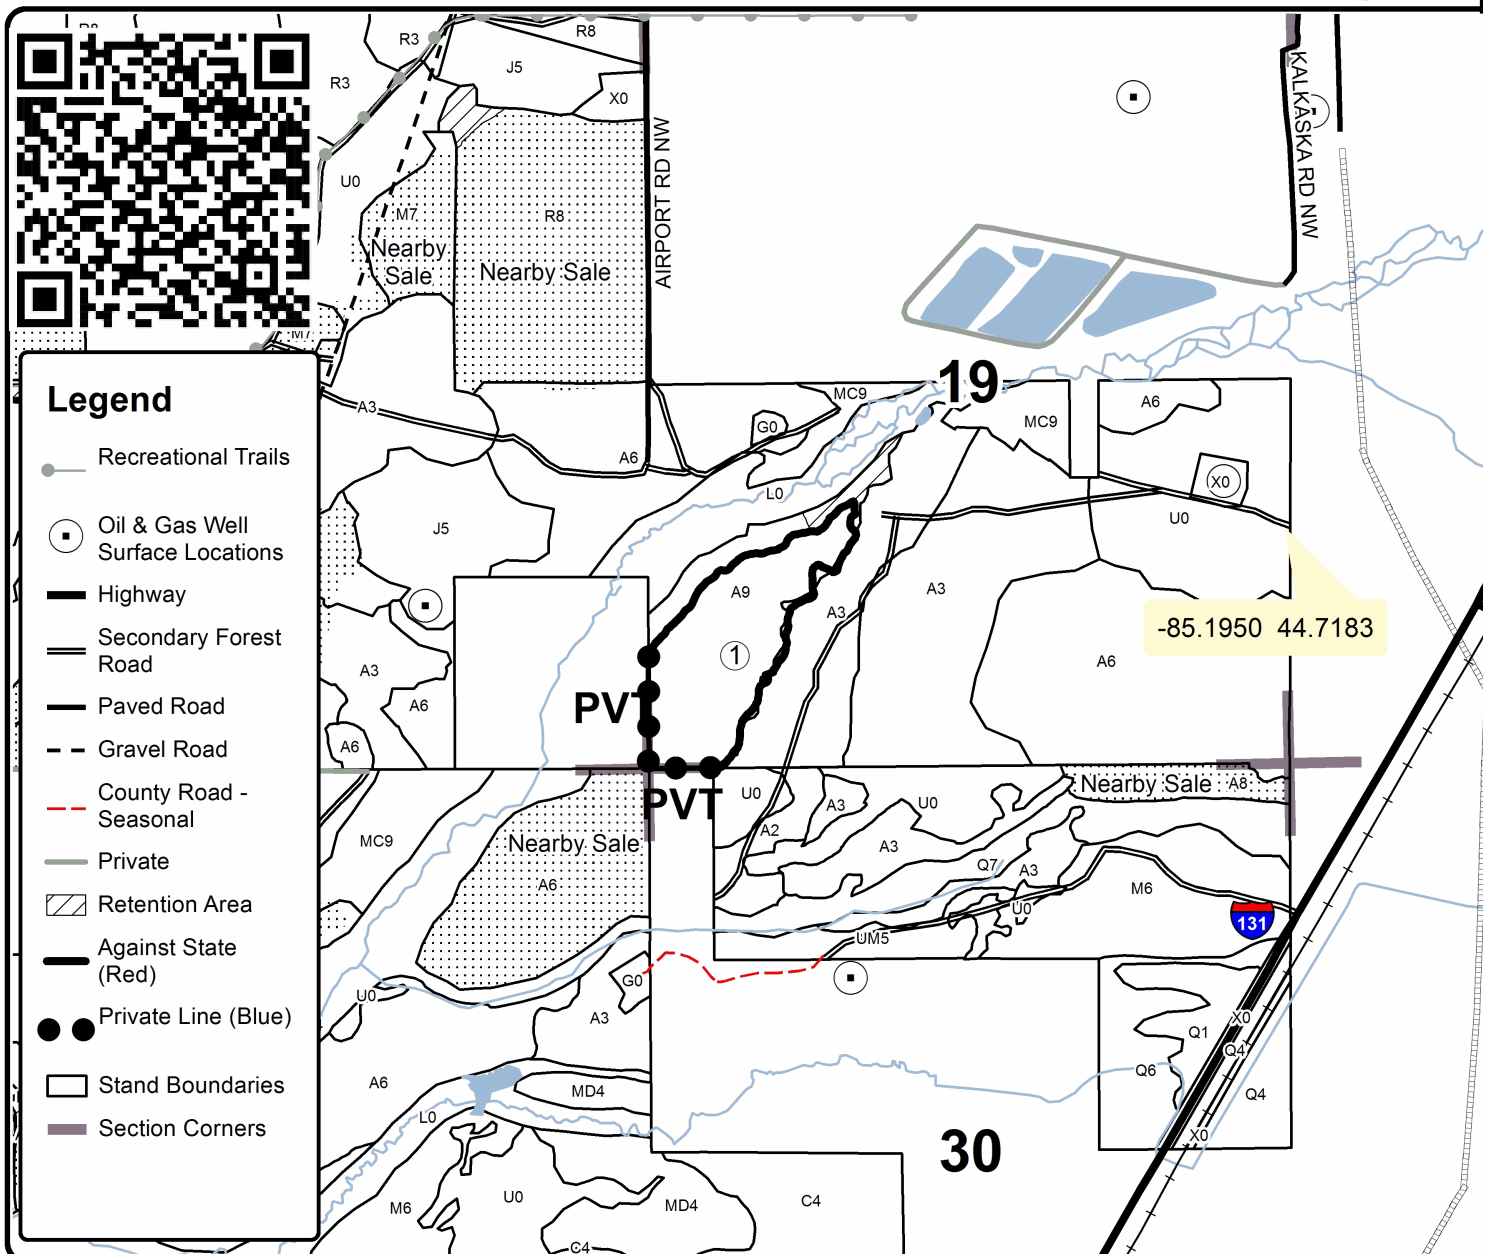 R3
R8
R3
J5
X0
U0
M7
R8
Nearby
Sale
Nearby Sale
AIRPORT RD NW
KALKASKA RD NW
M7
Legend
Recreational Trails
Oil & Gas Well
Surface Locations
Highway
Secondary Forest
Road
Paved Road
Gravel Road
County Road -
Seasonal
Private
Retention Area
Against State
(Red)
Private Line (Blue)
Stand Boundaries
Section Corners
19
A3
MC9
G0
MC9
A6
A6
X0
L0
U0
J5
A9
A3
A3
-85.1950 44.7183
1
A6
A3
A6
A6
PVT
PVT
U0
A3
U0
Nearby Sale
A8
A2
MC9
Nearby Sale
A3
A6
Q7
A3
M6
U0
131
UM5
G0
U0
A3
X0
Q1
Q4
Q6
A6
MD4
Q4
L0
X0
30
M6
U0
MD4
C4
C4